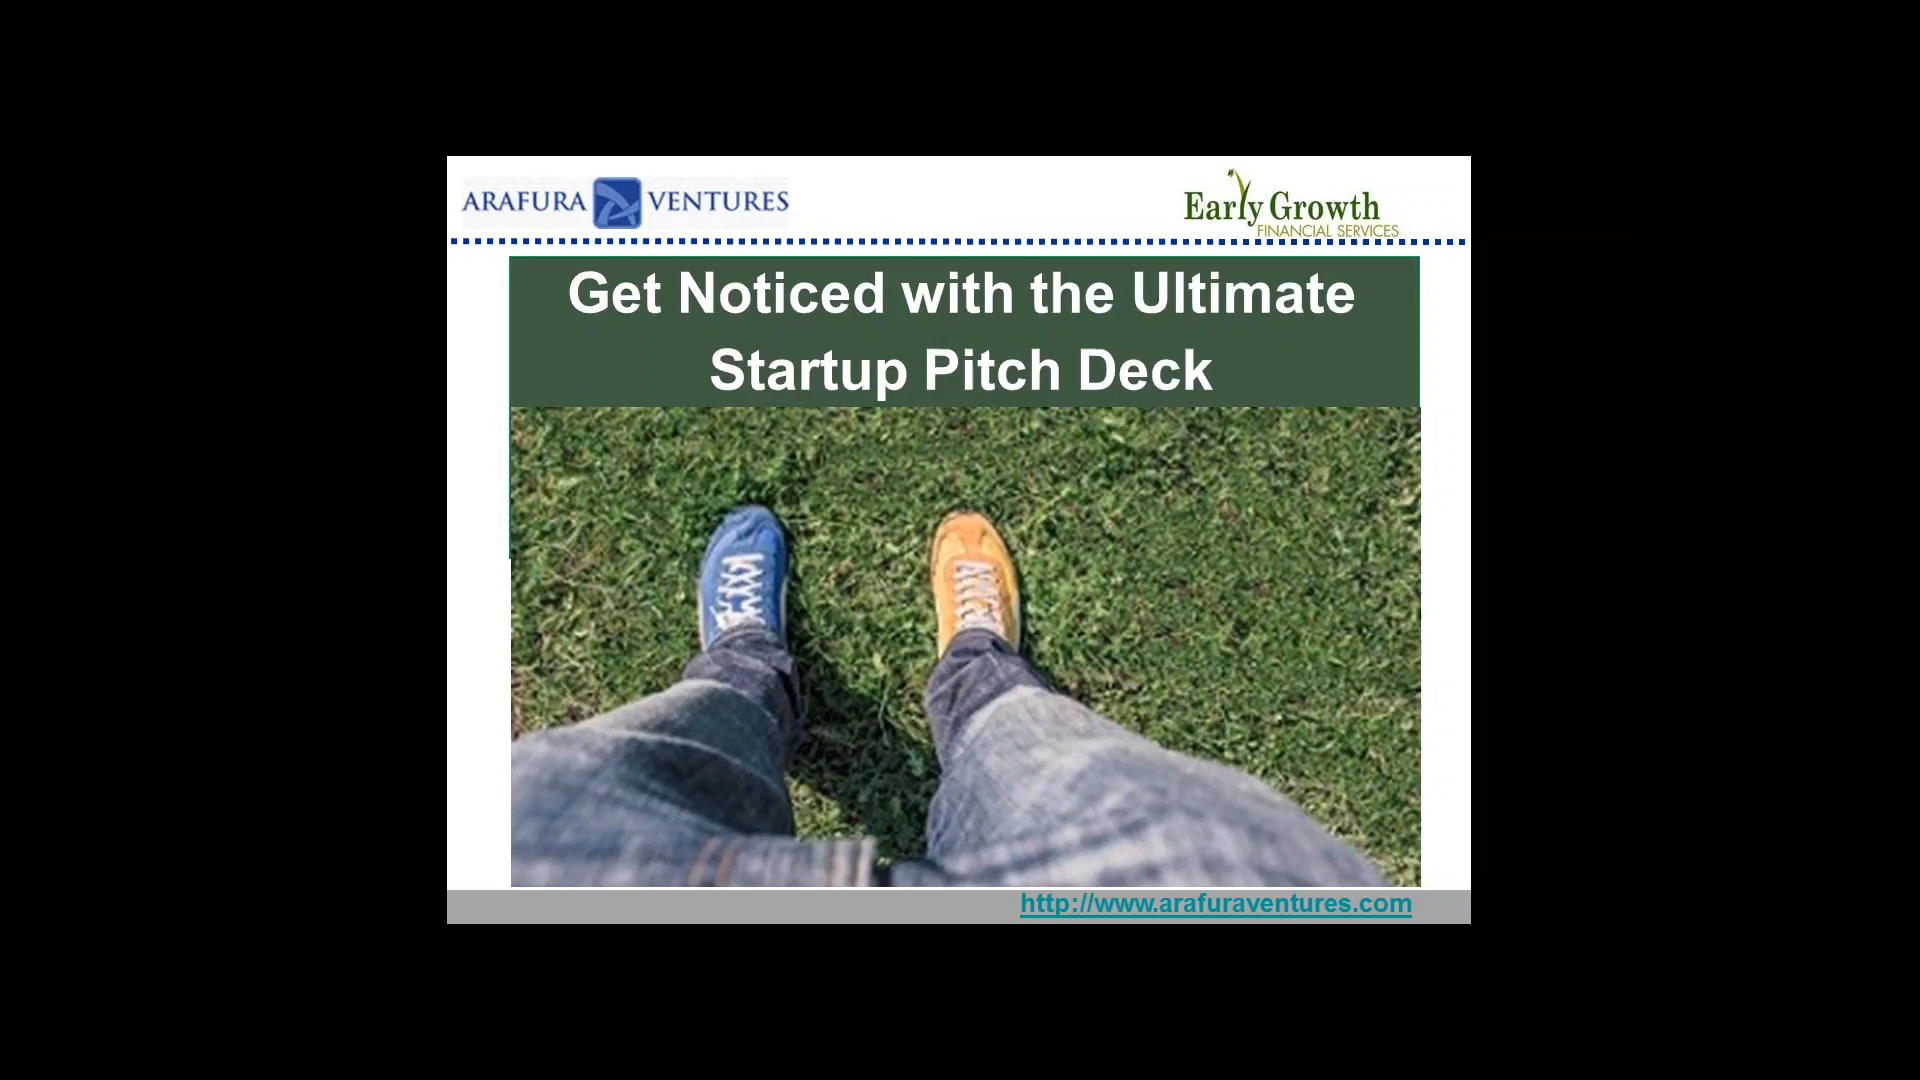 ARAFURA VENTURES
Early Growth
FINANCIAL SERVICES
Get Noticed with the Ultimate
Startup Pitch Deck
http://www.arafuraventures.com